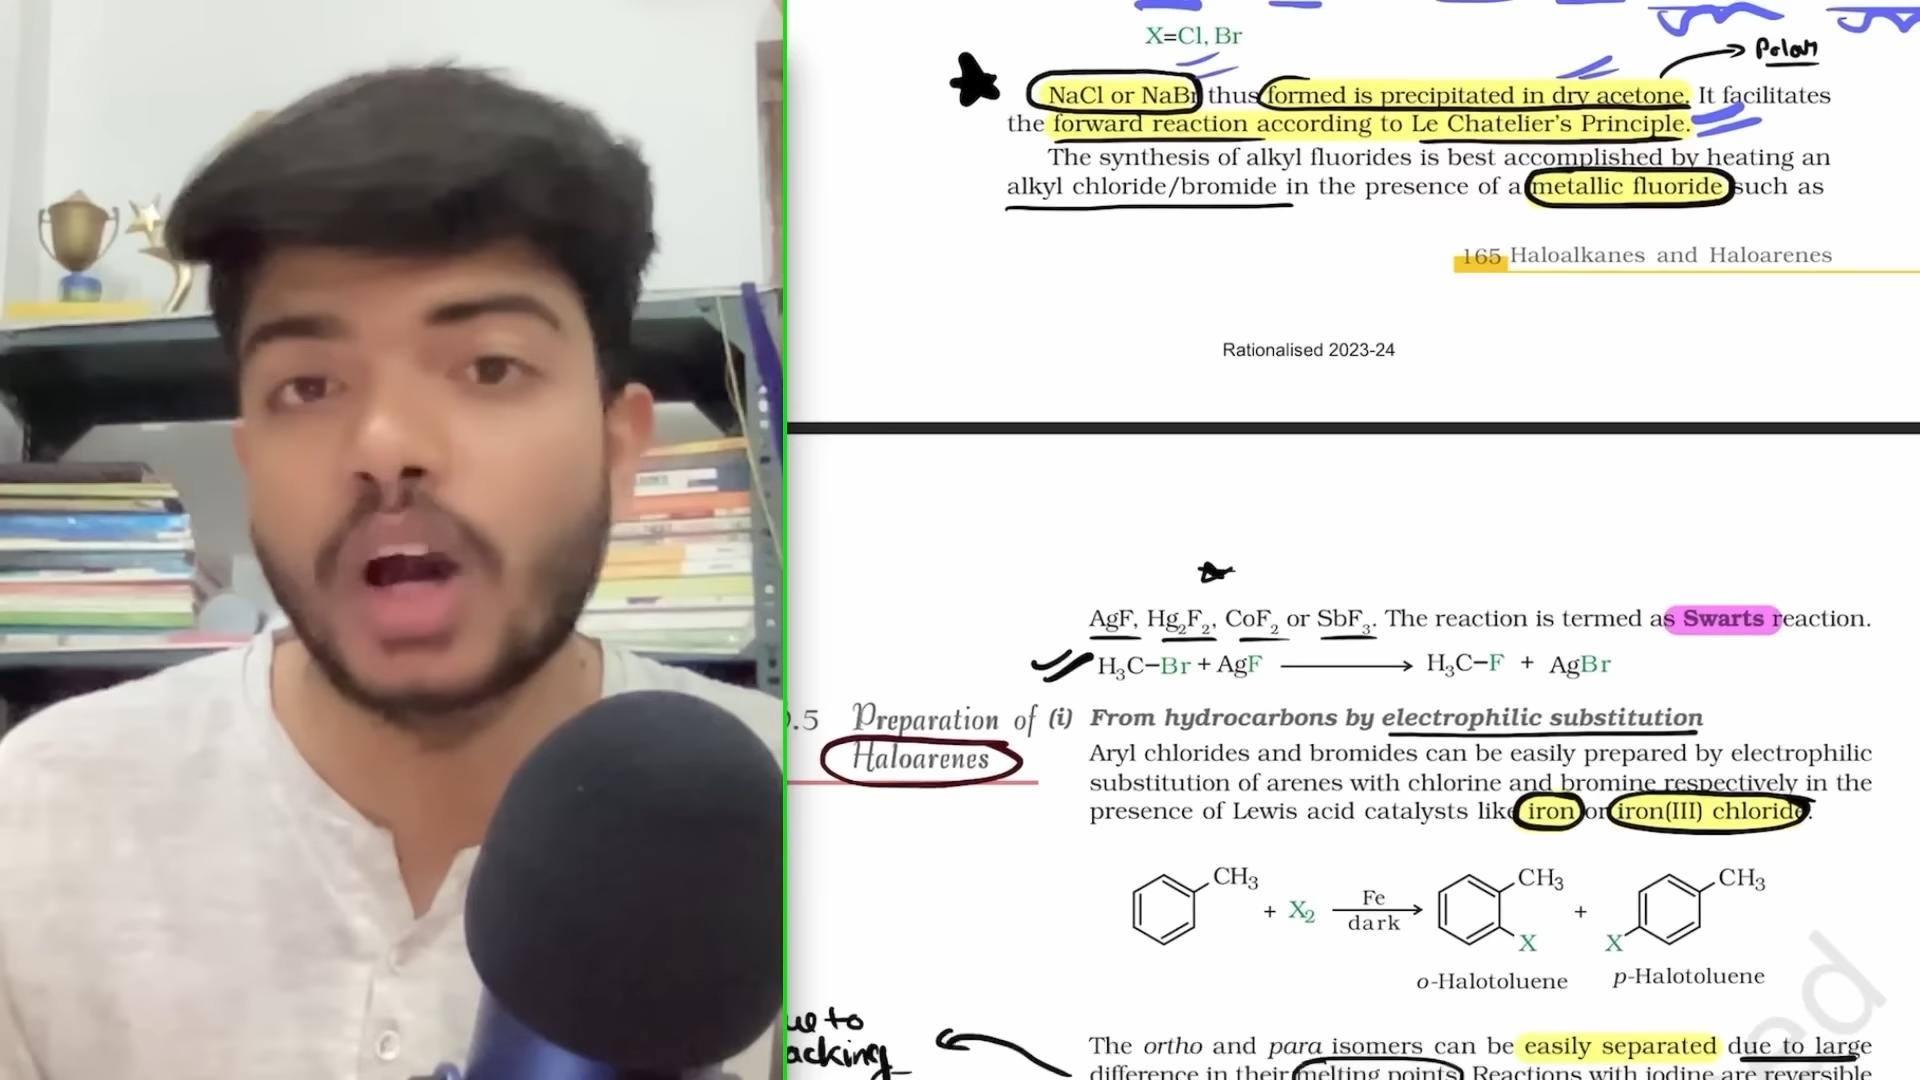 X=Cl, Br
Polar
NaCl or NaBr thus formed is precipitated in dry acetone. It facilitates
the forward reaction according to Le Chatelier's Principle.
The synthesis of alkyl fluorides is best accomplished by heating an
alkyl chloride/bromide in the presence of a metallic fluoride such as
165 Haloalkanes and Haloarenes
Rationalised 2023-24
AgF, Hg₂F₂, CoF₂ or SbF₃. The reaction is termed as Swarts reaction.
H₃C−Br + AgF ⟶ H₃C−F + AgBr
.5 Preparation of
Haloarenes
(i) From hydrocarbons by electrophilic substitution
Aryl chlorides and bromides can be easily prepared by electrophilic
substitution of arenes with chlorine and bromine respectively in the
presence of Lewis acid catalysts like iron or iron(III) chloride.
CH₃ + X₂ Fe dark CH₃ X + CH₃ X
o-Halotoluene p-Halotoluene
ue to
acking
The ortho and para isomers can be easily separated due to large
difference in their melting points. Reactions with iodine are reversible
ed